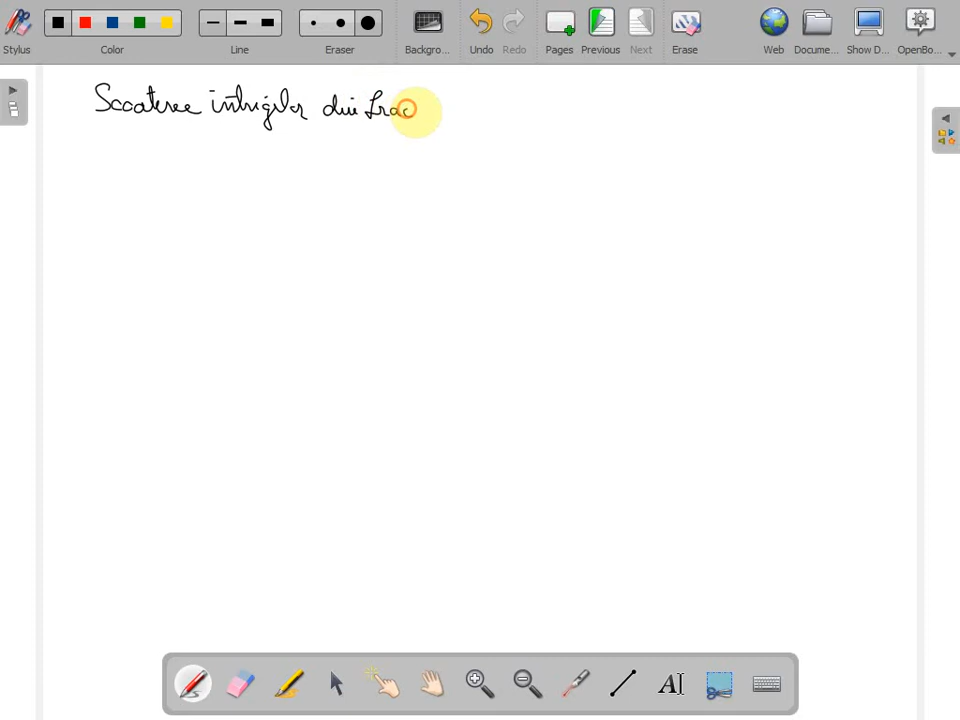 Color
Line
Eraser
Stylus
Backgro...
Undo
Redo
Pages
Previous
Next
Erase
Web
Docume...
Show D...
OpenBo...
Scoaterea întregilor din frac
AI